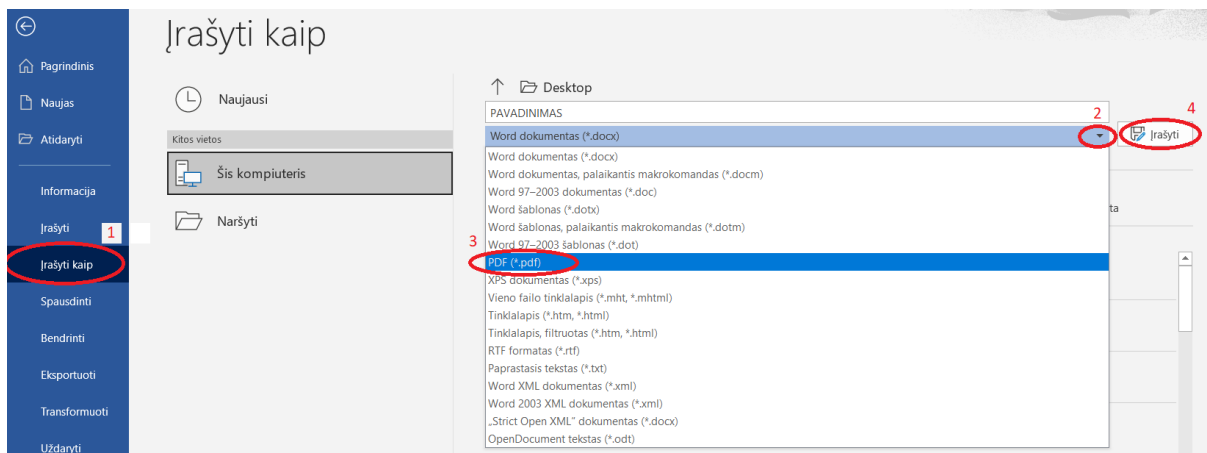 Įrašyti kaip
Pagrindinis
Naujas
Atidaryti
Informacija
Įrašyti
1
Įrašyti kaip
Spausdinti
Bendrinti
Eksportuoti
Transformuoti
Uždaryti
Naujausi
Kitos vietos
Šis kompiuteris
Naršyti
Desktop
PAVADINIMAS
2
4
Word dokumentas (*.docx)
Įrašyti
Word dokumentas (*.docx)
Word dokumentas, palaikantis makrokomandas (*.docm)
Word 97–2003 dokumentas (*.doc)
Word šablonas (*.dotx)
ta
Word šablonas, palaikantis makrokomandas (*.dotm)
3
Word 97–2003 šablonas (*.dot)
PDF (*.pdf)
XPS dokumentas (*.xps)
Vieno failo tinklalapis (*.mht, *.mhtml)
Tinklalapis (*.htm, *.html)
Tinklalapis, filtruotas (*.htm, *.html)
RTF formatas (*.rtf)
Paprastasis tekstas (*.txt)
Word XML dokumentas (*.xml)
Word 2003 XML dokumentas (*.xml)
„Strict Open XML" dokumentas (*.docx)
OpenDocument tekstas (*.odt)